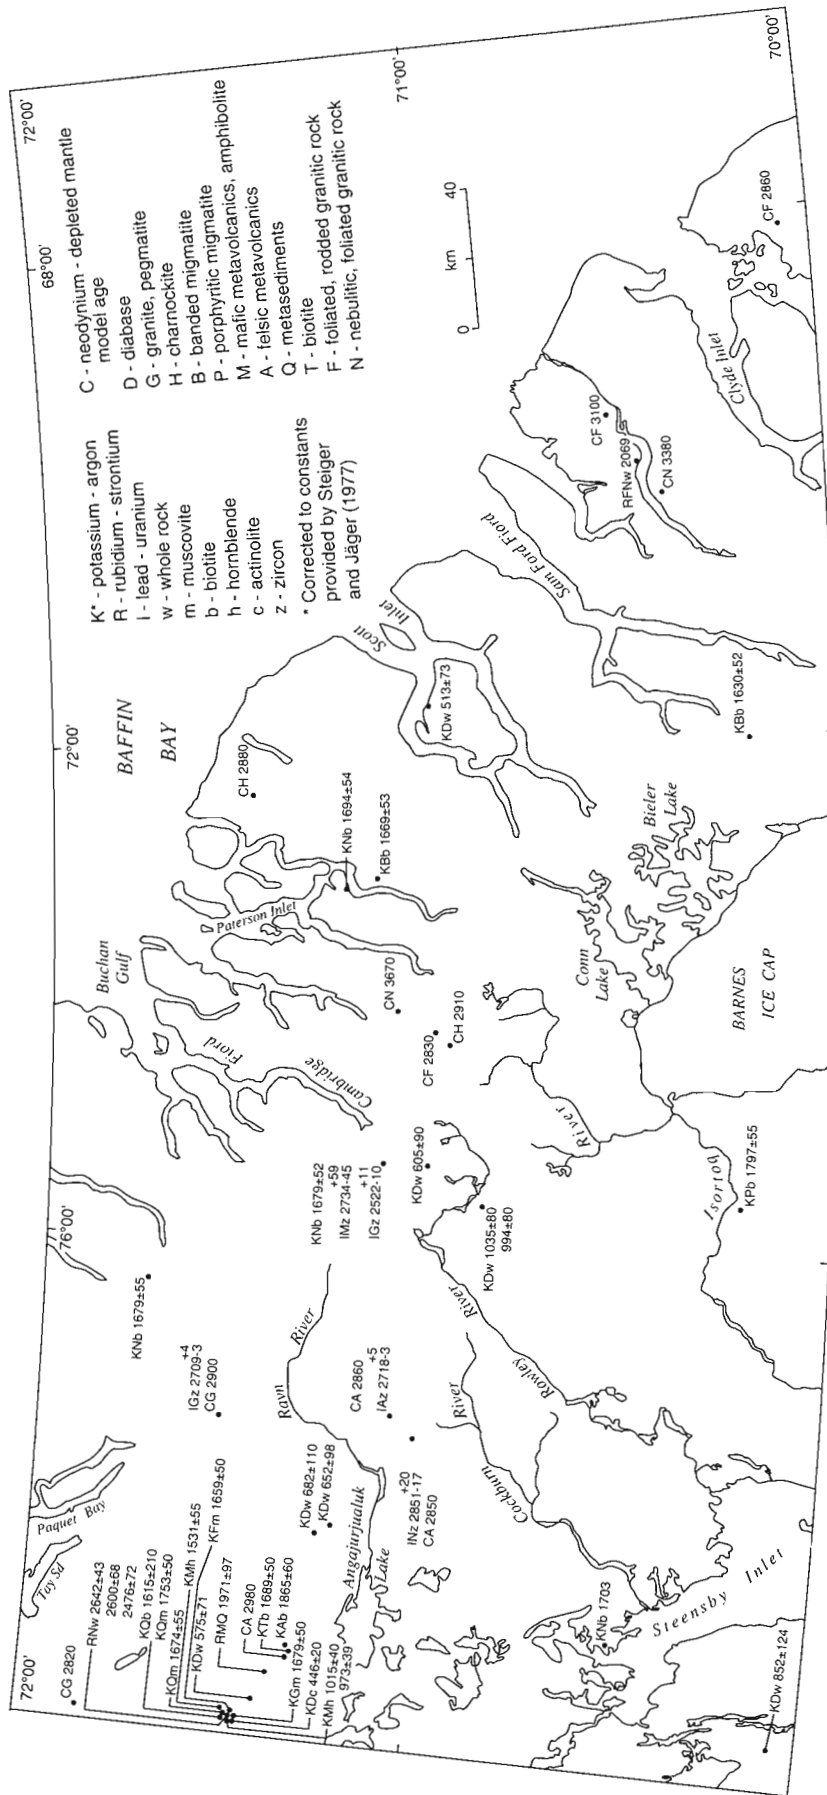 72°00'
68°00'
72°00'
76°00'
72°00'
71°00'
70°00'
K* - potassium - argon
R - rubidium - strontium
I - lead - uranium
w - whole rock
m - muscovite
b - biotite
h - hornblende
c - actinolite
z - zircon
* Corrected to constants
provided by Steiger
and Jäger (1977)
C - neodynium - depleted mantle
model age
D - diabase
G - granite, pegmatite
H - charnockite
B - banded migmatite
P - porphyritic migmatite
M - mafic metavolcanics, amphibolite
A - felsic metavolcanics
Q - metasediments
T - biotite
F - foliated, rodded granitic rock
N - nebulitic, foliated granitic rock
0
km
40
BAFFIN
BAY
Tay Sd
Paquet Bay
Buchan
Gulf
Cambridge
Fiord
Paterson Inlet
Scott
Inlet
Sam Ford Fiord
Clyde Inlet
Ravn
River
Angajurjualuk
Lake
Cockburn
River
Rowley
River
Isortoq
River
Conn
Lake
Bieler
Lake
BARNES
ICE CAP
Steensby Inlet
CG 2820
RNw 2642±43
2600±68
2476±72
KQb 1615±210
KQm 1753±50
KQm 1674±55
KMh 1531±55
KDw 575±71
KFm 1659±50
RMQ 1971±97
CA 2980
KTb 1689±50
KAb 1865±60
KGm 1679±50
KDc 446±20
KMh 1015±40
973±39
KDw 682±110
KDw 652±98
KNb 1679±55
+4
IGz 2709-3
CG 2900
CA 2860
+5
IAz 2718-3
+20
INz 2851-17
CA 2850
KNb 1679±52
+59
IMz 2734-45
+11
IGz 2522-10
KDw 605±90
KDw 1035±80
994±80
CN 3670
CF 2830
CH 2910
CH 2880
KNb 1694±54
KBb 1669±53
KDw 513±73
KBb 1630±52
CF 3100
RFNw 2069
CN 3380
CF 2860
KPb 1797±55
KNb 1703
KDw 852±124